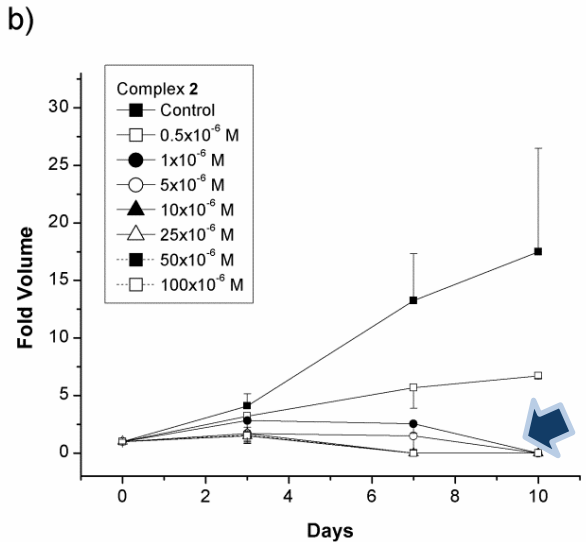 b)
Complex 2
Control
0.5x10⁻⁶ M
1x10⁻⁶ M
5x10⁻⁶ M
10x10⁻⁶ M
25x10⁻⁶ M
50x10⁻⁶ M
100x10⁻⁶ M
30
25
20
15
10
5
0
Fold Volume
0 2 4 6 8 10
Days